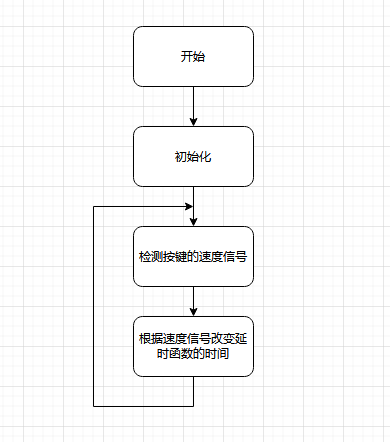 开始
初始化
检测按键的速度信号
根据速度信号改变延
时函数的时间